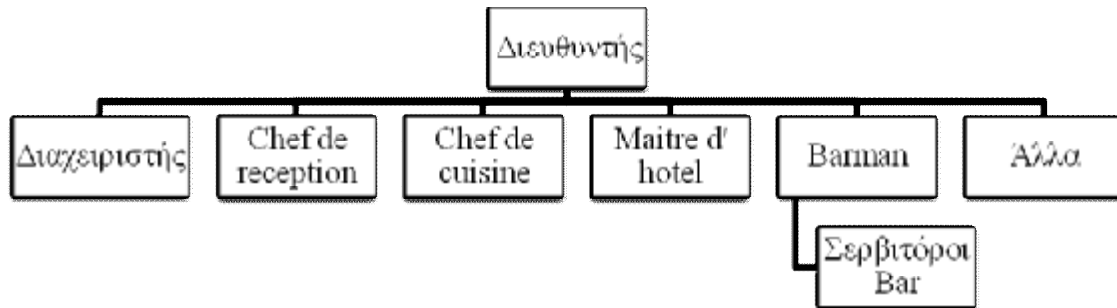 Διευθυντής
Διαχειριστής
Chef de
reception
Chef de
cuisine
Maitre d'
hotel
Barman
Άλλα
Σερβιτόροι
Bar